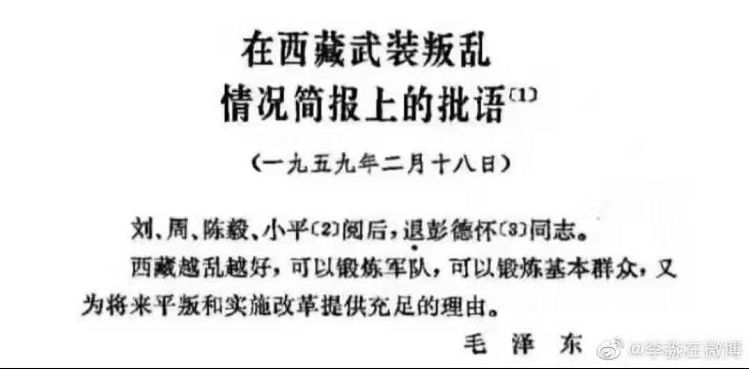 在西藏武装叛乱
情况简报上的批语〔1〕
(一九五九年二月十八日)
刘、周、陈毅、小平〔2〕阅后,退彭德怀〔3〕同志。
西藏越乱越好,可以锻炼军队,可以锻炼基本群众,又
为将来平叛和实施改革提供充足的理由。
毛 泽 东
@李淼在微博